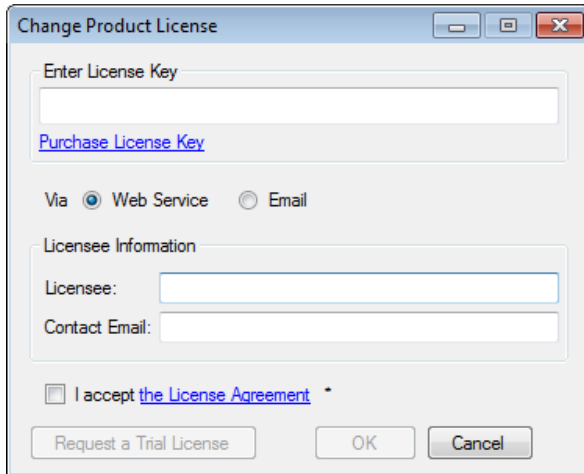 Change Product License
Enter License Key
Purchase License Key
Via Web Service Email
Licensee Information
Licensee:
Contact Email:
I accept the License Agreement *
Request a Trial License OK Cancel